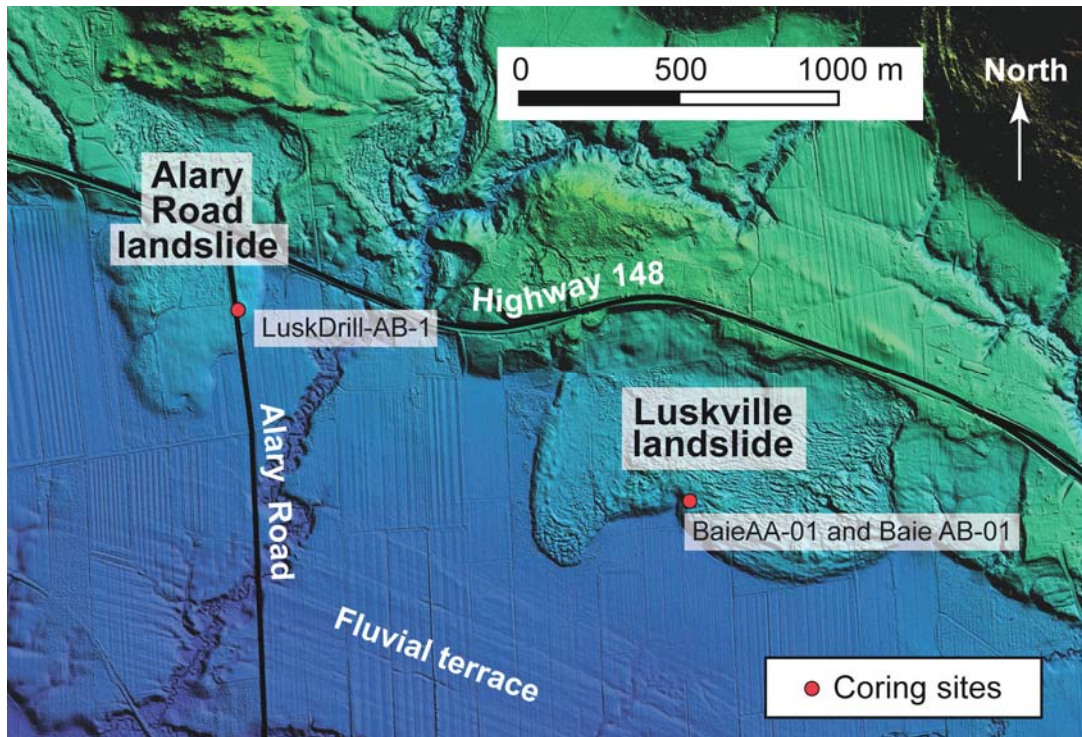 0 500 1000 m
North
Alary
Road
landslide
Highway 148
LuskDrill-AB-1
Luskville
landslide
Alary Road
BaieAA-01 and Baie AB-01
Fluvial terrace
Coring sites